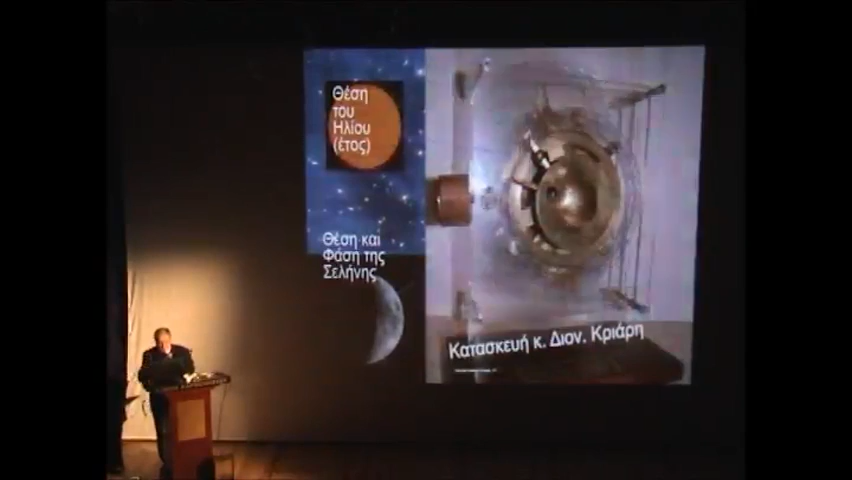 Θέση
του
Ηλίου
(έτος)
Θέση και
Φάση της
Σελήνης
Κατασκευή κ. Διον. Κριάρη